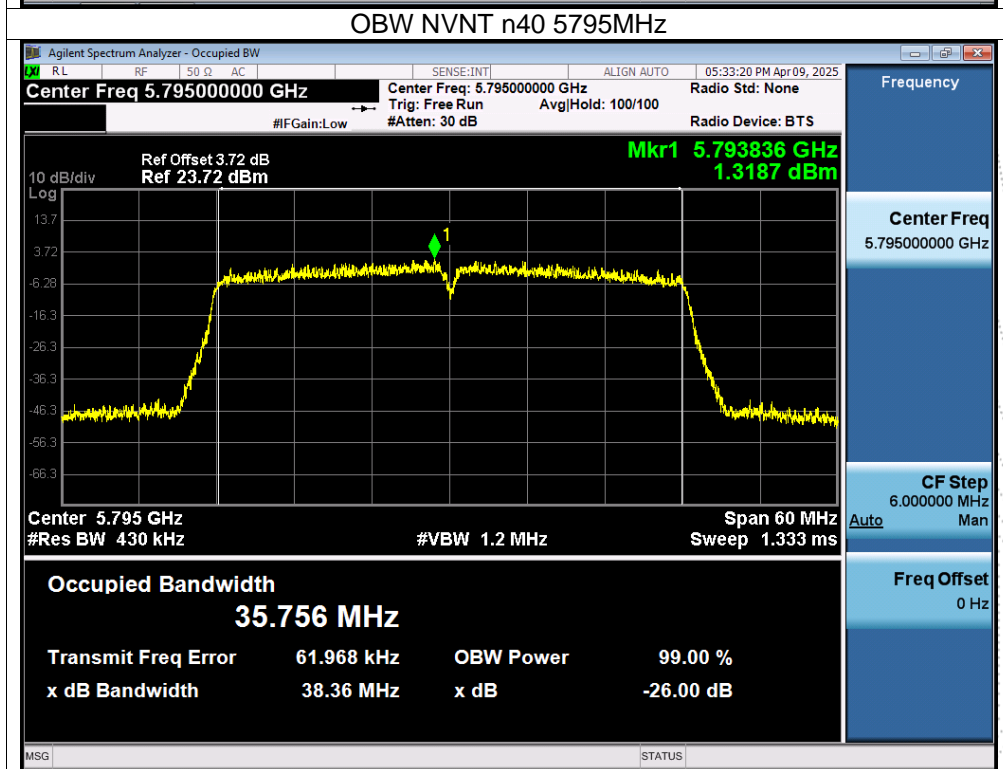 OBW NVNT n40 5795MHz
Agilent Spectrum Analyzer - Occupied BW
LXI RL RF 50 Ω AC SENSE:INT ALIGN AUTO 05:33:20 PM Apr 09, 2025
Center Freq 5.795000000 GHz
Center Freq: 5.795000000 GHz
Radio Std: None
Trig: Free Run Avg|Hold: 100/100
#IFGain:Low #Atten: 30 dB Radio Device: BTS
Mkr1 5.793836 GHz
1.3187 dBm
Ref Offset 3.72 dB
10 dB/div Ref 23.72 dBm
Log
13.7
1
3.72
-6.28
-16.3
-26.3
-36.3
-46.3
-56.3
-66.3
Center 5.795 GHz Span 60 MHz
#Res BW 430 kHz #VBW 1.2 MHz Sweep 1.333 ms
Occupied Bandwidth
35.756 MHz
Transmit Freq Error 61.968 kHz OBW Power 99.00 %
x dB Bandwidth 38.36 MHz x dB -26.00 dB
Frequency
Center Freq
5.795000000 GHz
CF Step
6.000000 MHz
Auto Man
Freq Offset
0 Hz
MSG STATUS